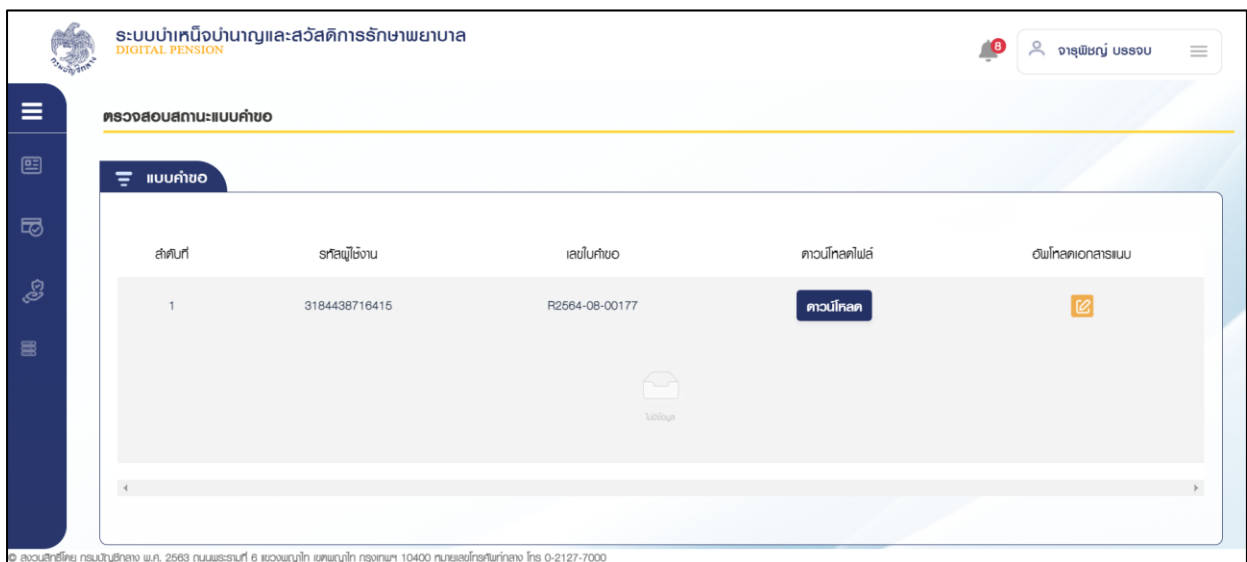 ระบบบำเหน็จบำนาญและสวัสดิการรักษาพยาบาล
DIGITAL PENSION
กรมบัญชีกลาง
8
จารุพิชญ์ บรรจบ
ตรวจสอบสถานะแบบคำขอ
แบบคำขอ
ลำดับที่ รหัสผู้ใช้งาน เลขใบคำขอ ดาวน์โหลดไฟล์ อัพโหลดเอกสารแนบ
1 3184438716415 R2564-08-00177 ดาวน์โหลด
ไม่มีข้อมูล
© สงวนสิทธิ์โดย กรมบัญชีกลาง พ.ศ. 2563 ถนนพระรามที่ 6 แขวงพญาไท เขตพญาไท กรุงเทพฯ 10400 หมายเลขโทรศัพท์กลาง โทร 0-2127-7000